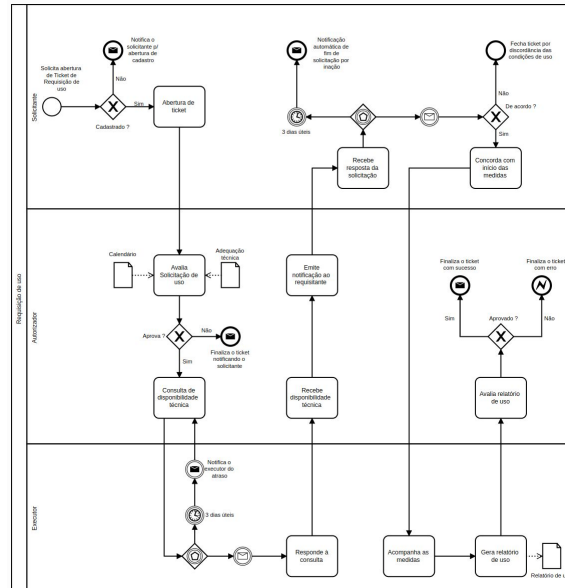 Requisição de uso
Solicitante
Solicita abertura
de Ticket de
Requisição de
uso
Notifica o
solicitante p/
abertura de
cadastro
Não
Sim
Cadastrado ?
Abertura de
ticket
Notificação
automática de
fim de
solicitação por
inação
3 dias úteis
Recebe
resposta da
solicitação
Fecha ticket por
discordância das
condições de uso
Não
De acordo ?
Sim
Concorda com
início das
medidas
Autorizador
Calendário
Avalia
Solicitação de
uso
Adequação
técnica
Aprova ?
Não
Sim
Finaliza o ticket
notificando o
solicitante
Consulta de
disponibilidade
técnica
Emite
notificação ao
requisitante
Recebe
disponibilidade
técnica
Finaliza o ticket
com sucesso
Finaliza o ticket
com erro
Sim
Aprovado ?
Não
Avalia relatório
de uso
Executor
Notifica o
executor do
atraso
3 dias úteis
Responde à
consulta
Acompanha as
medidas
Gera relatório
de uso
Relatório de u